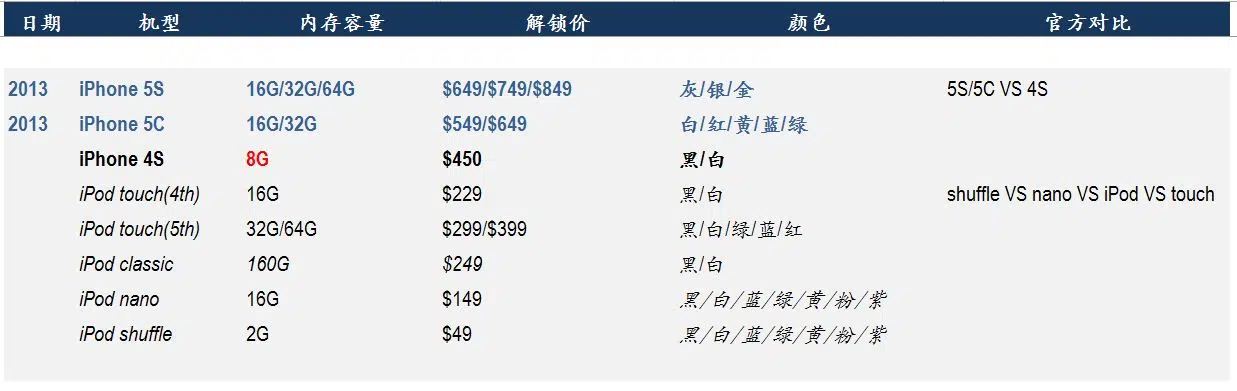 日期 机型 内存容量 解锁价 颜色 官方对比
2013 iPhone 5S 16G/32G/64G $649/$749/$849 灰/银/金 5S/5C VS 4S
2013 iPhone 5C 16G/32G $549/$649 白/红/黄/蓝/绿
iPhone 4S 8G $450 黑/白
iPod touch(4th) 16G $229 黑/白 shuffle VS nano VS iPod VS touch
iPod touch(5th) 32G/64G $299/$399 黑/白/绿/蓝/红
iPod classic 160G $249 黑/白
iPod nano 16G $149 黑/白/蓝/绿/黄/粉/紫
iPod shuffle 2G $49 黑/白/蓝/绿/黄/粉/紫